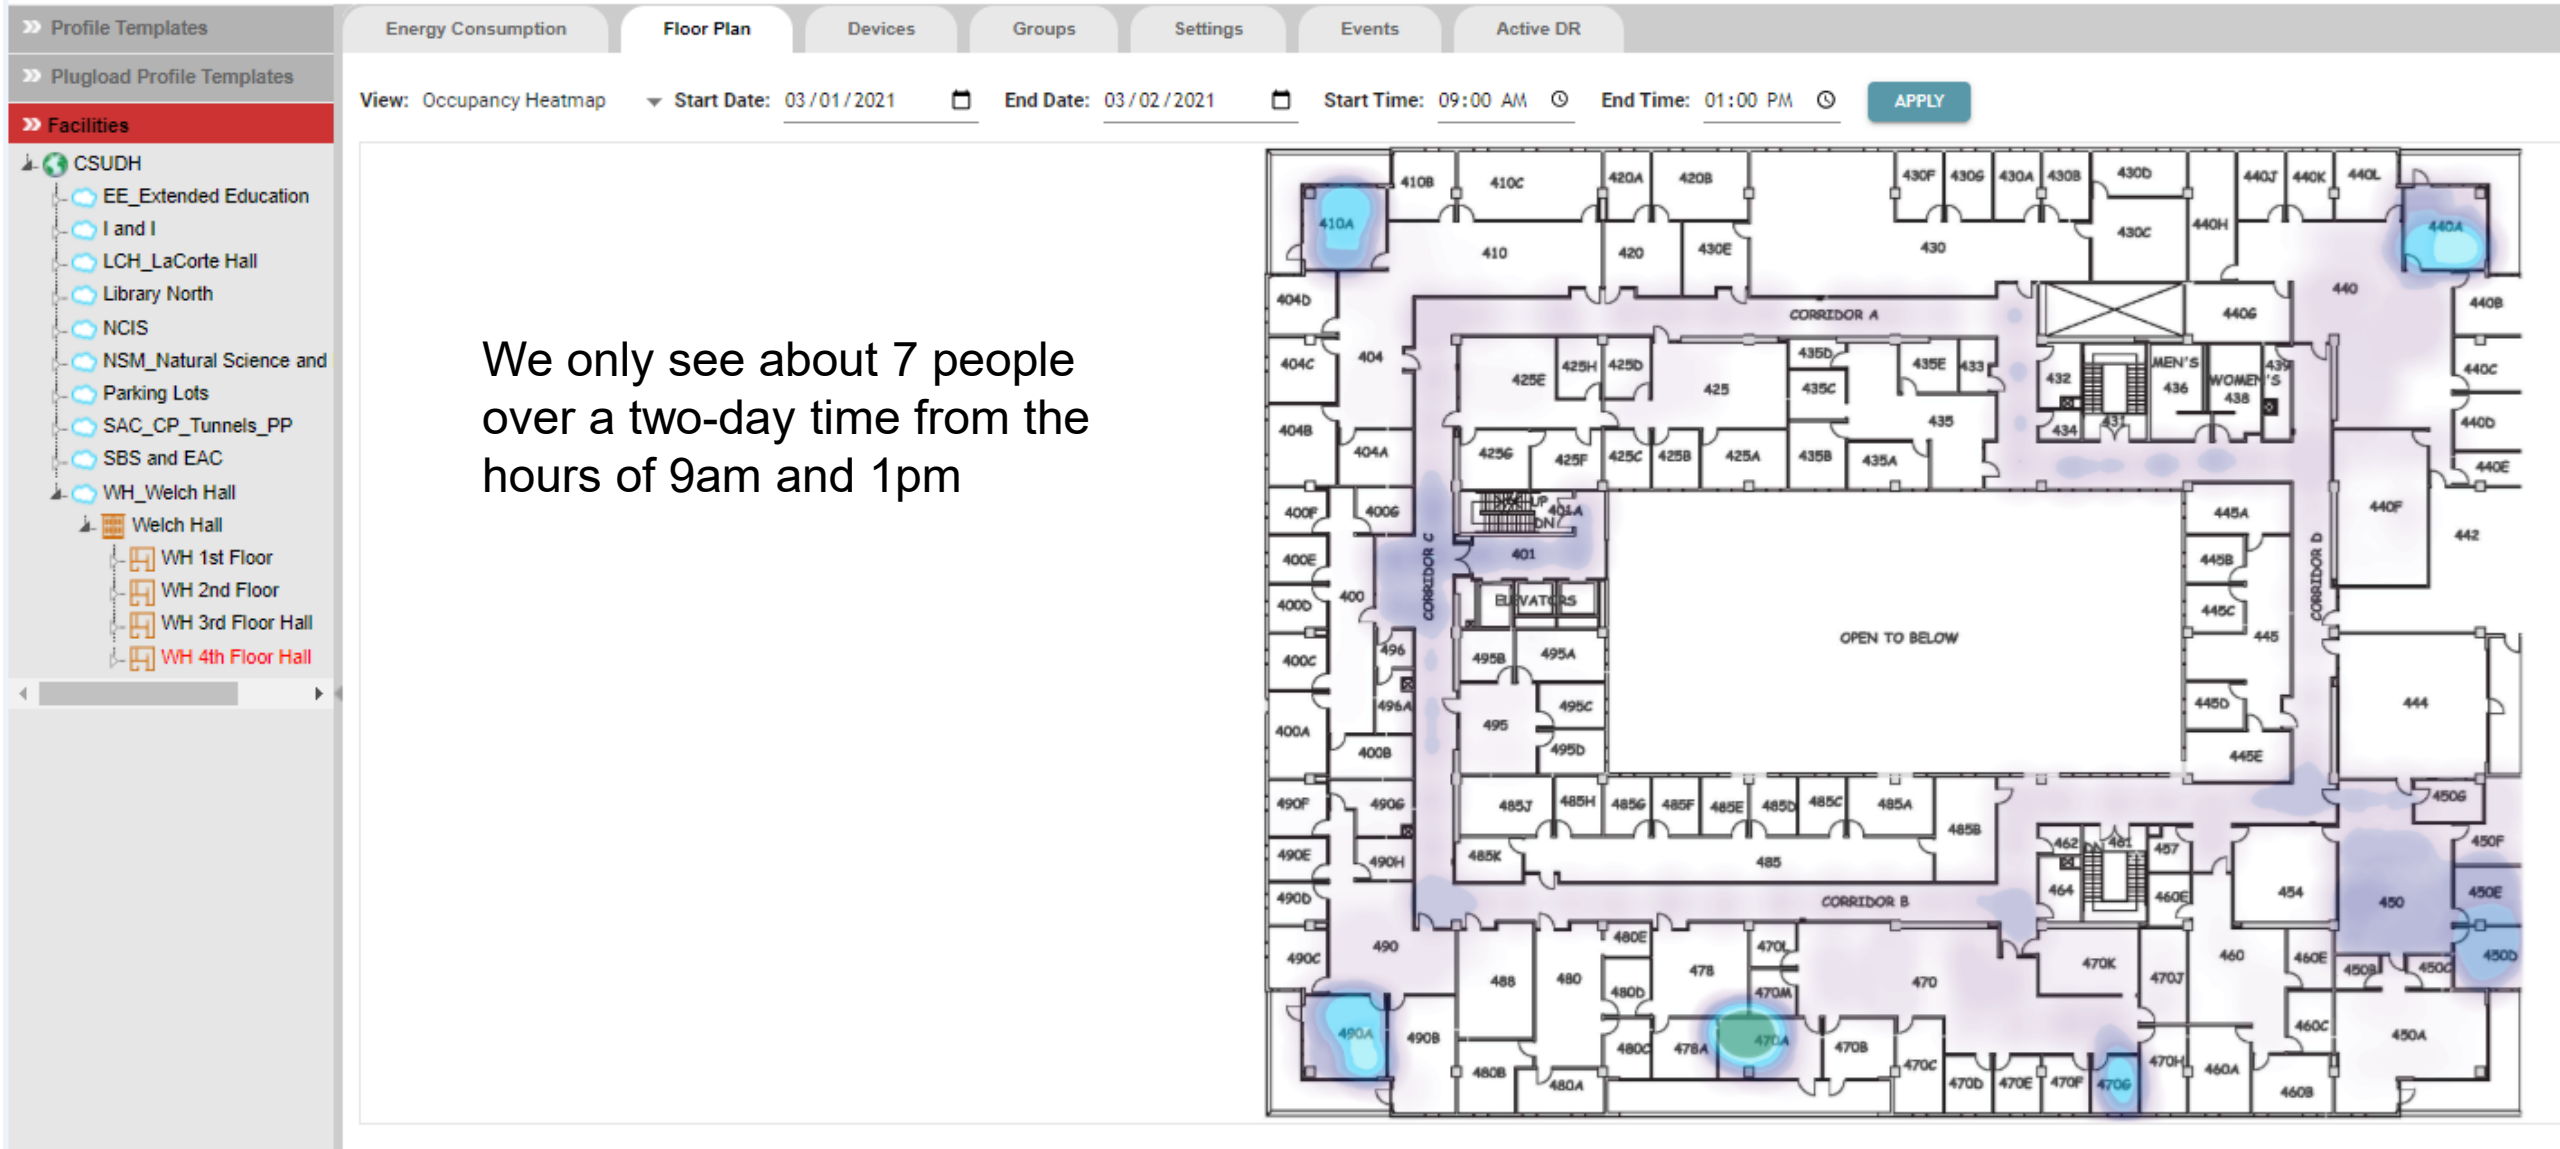 Profile Templates
Plugload Profile Templates
Facilities
CSUDH
EE_Extended Education
I and I
LCH_LaCorte Hall
Library North
NCIS
NSM_Natural Science and
Parking Lots
SAC_CP_Tunnels_PP
SBS and EAC
WH_Welch Hall
Welch Hall
WH 1st Floor
WH 2nd Floor
WH 3rd Floor Hall
WH 4th Floor Hall
Energy Consumption Floor Plan Devices Groups Settings Events Active DR
View: Occupancy Heatmap Start Date: 03/01/2021 End Date: 03/02/2021 Start Time: 09:00 AM End Time: 01:00 PM APPLY
We only see about 7 people
over a two-day time from the
hours of 9am and 1pm
410B 410C 420A 420B 430F 430G 430A 430B 430D 440J 440K 440L
410A 410 420 430E 430 430C 440H 440A
404D 440 440B
CORRIDOR A 440G
404C 404 425E 425H 425D 425 435D 435C 435E 433 432 MEN'S 436 WOMEN'S 438 439 440C
404B 435 434 431 440D
404A 425G 425F 425C 425B 425A 435B 435A 440E
400F 400G UP DN 401A 445A 440F
400E CORRIDOR C 401 445B CORRIDOR D 442
400D 400 ELEVATORS 445C
OPEN TO BELOW 445
400C 496 495B 495A
496A 495 495C 445D 444
400A 400B 495D 445E
490F 490G 485J 485H 485G 485F 485E 485D 485C 485A 485B 450G
490E 490H 485K 485 462 DN 461 457 450F
490D CORRIDOR B 464 460E 454 450 450E
490C 490 488 480 480E 478 470L 470 470K 470J 460 460E 450B 450C 450D
480D 470M
490A 490B 480C 478A 470A 470B 470C 470H 460C 450A
480B 480A 470D 470E 470F 470G 460A 460B